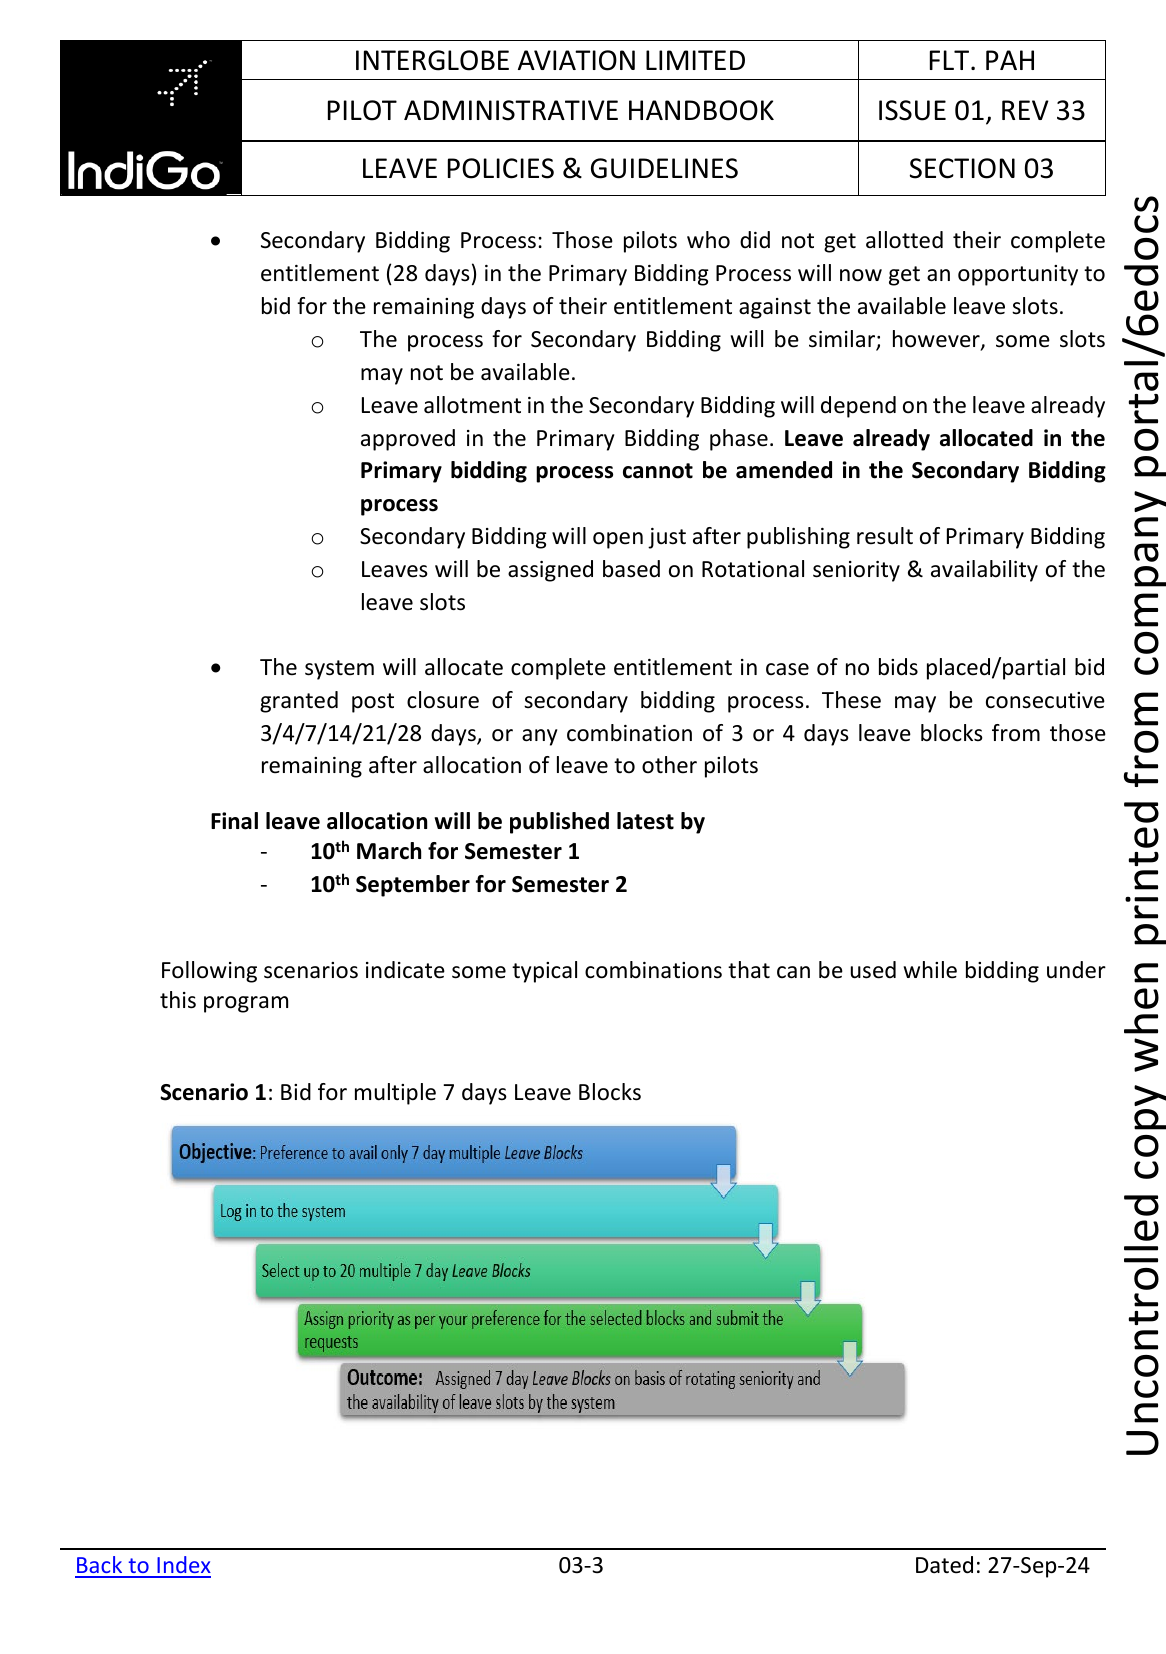 INTERGLOBE AVIATION LIMITED
FLT. PAH
PILOT ADMINISTRATIVE HANDBOOK
ISSUE 01, REV 33
IndiGo
LEAVE POLICIES & GUIDELINES
SECTION 03
• Secondary Bidding Process: Those pilots who did not get allotted their complete
entitlement (28 days) in the Primary Bidding Process will now get an opportunity to
bid for the remaining days of their entitlement against the available leave slots.
o The process for Secondary Bidding will be similar; however, some slots
may not be available.
o Leave allotment in the Secondary Bidding will depend on the leave already
approved in the Primary Bidding phase. Leave already allocated in the
Primary bidding process cannot be amended in the Secondary Bidding
process
o Secondary Bidding will open just after publishing result of Primary Bidding
o Leaves will be assigned based on Rotational seniority & availability of the
leave slots
• The system will allocate complete entitlement in case of no bids placed/partial bid
granted post closure of secondary bidding process. These may be consecutive
3/4/7/14/21/28 days, or any combination of 3 or 4 days leave blocks from those
remaining after allocation of leave to other pilots
Final leave allocation will be published latest by
- 10th March for Semester 1
- 10th September for Semester 2
Following scenarios indicate some typical combinations that can be used while bidding under
this program
Scenario 1: Bid for multiple 7 days Leave Blocks
Objective: Preference to avail only 7 day multiple Leave Blocks
Log in to the system
Select up to 20 multiple 7 day Leave Blocks
Assign priority as per your preference for the selected blocks and submit the
requests
Outcome: Assigned 7 day Leave Blocks on basis of rotating seniority and
the availability of leave slots by the system
Back to Index
03-3
Dated: 27-Sep-24
Uncontrolled copy when printed from company portal/6edocs